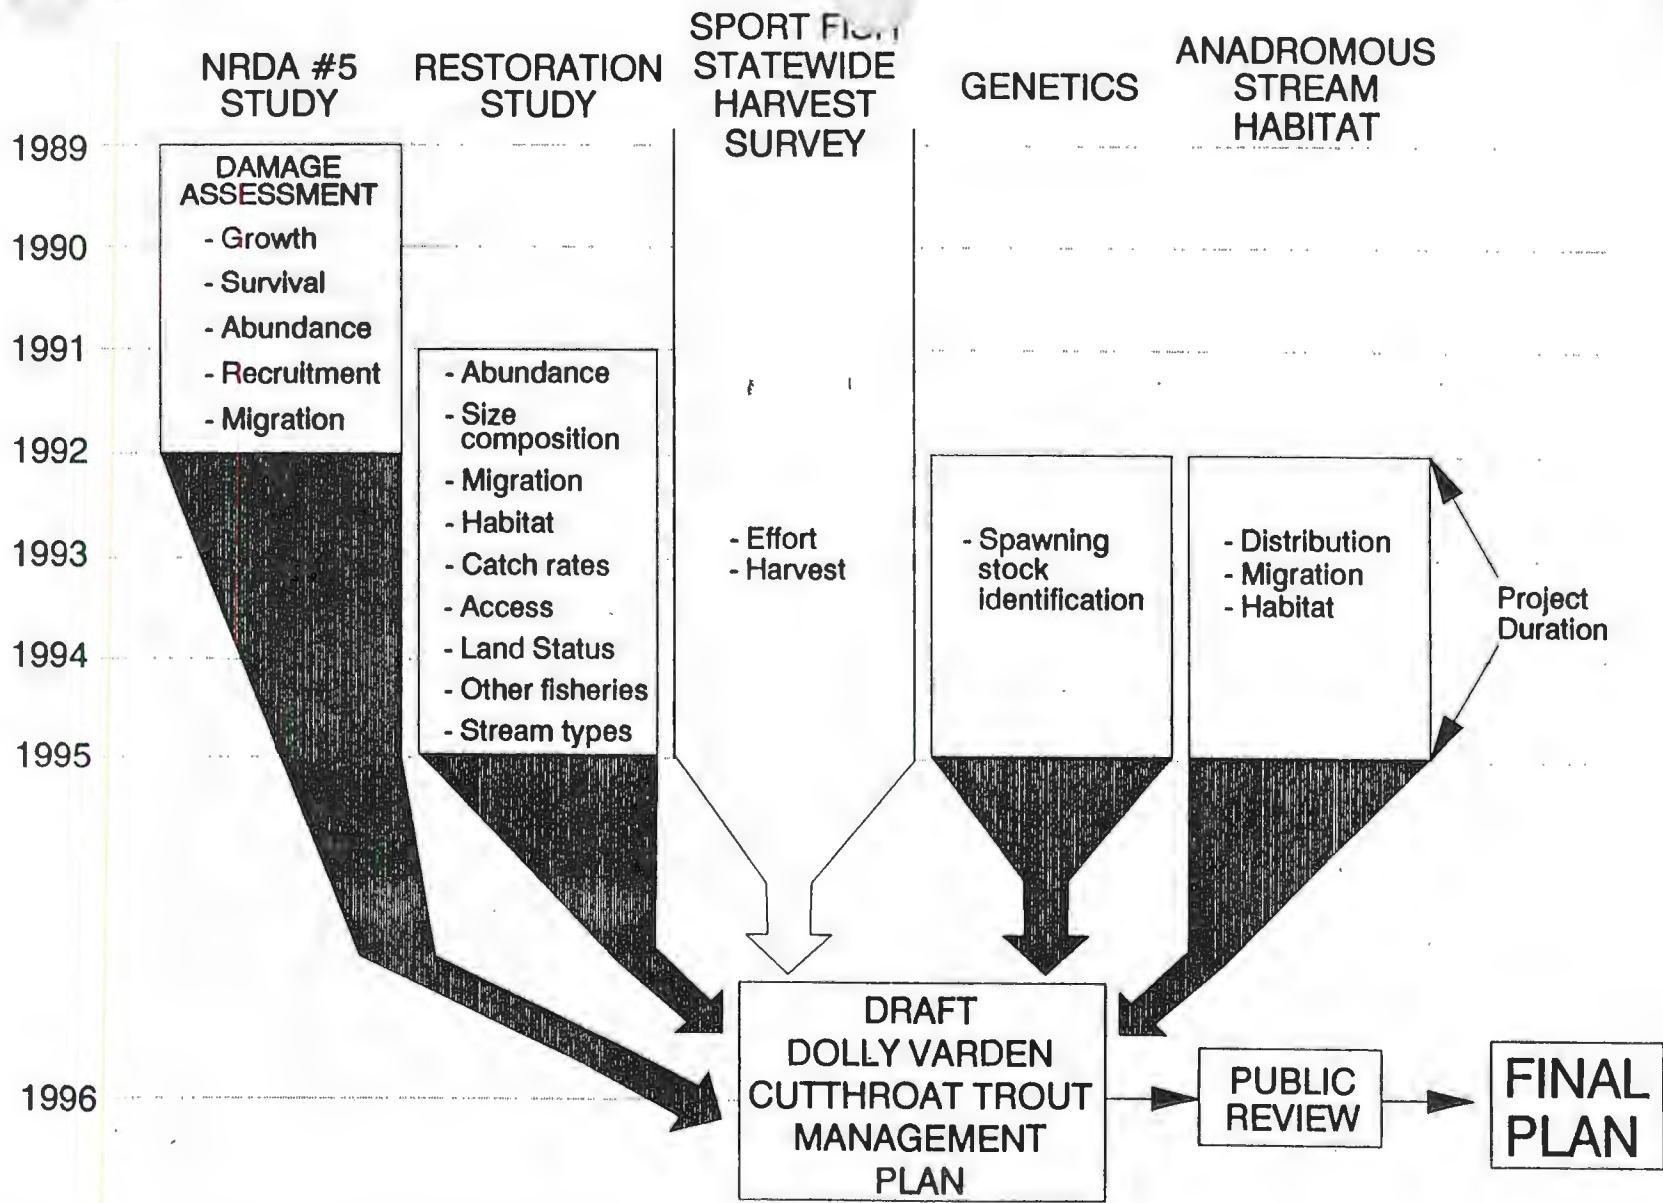 NRDA #5
STUDY
RESTORATION
STUDY
SPORT
STATEWIDE
HARVEST
SURVEY
GENETICS
ANADROMOUS
STREAM
HABITAT
1989
1990
1991
1992
1993
1994
1995
1996
DAMAGE
ASSESSMENT
- Growth
- Survival
- Abundance
- Recruitment
- Migration
- Abundance
- Size
composition
- Migration
- Habitat
- Catch rates
- Access
- Land Status
- Other fisheries
- Stream types
- Effort
- Harvest
- Spawning
stock
identification
- Distribution
- Migration
- Habitat
Project
Duration
DRAFT
DOLLY VARDEN
CUTTHROAT TROUT
MANAGEMENT
PLAN
PUBLIC
REVIEW
FINAL
PLAN